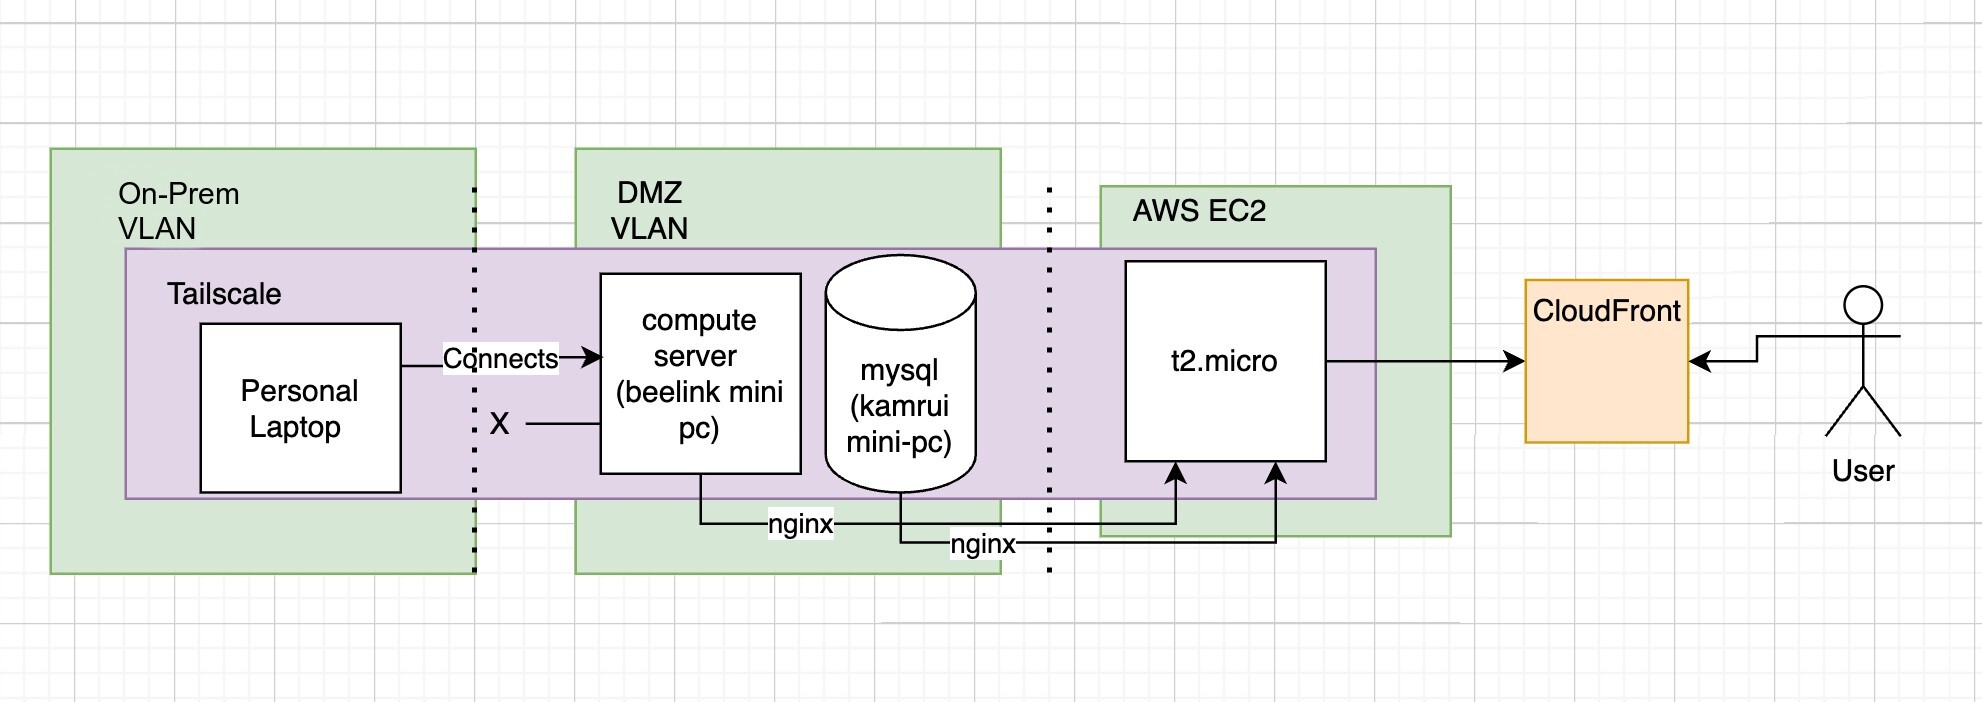 On-Prem
VLAN
DMZ
VLAN
AWS EC2
Tailscale
Personal
Laptop
Connects
X
compute
server
(beelink mini
pc)
mysql
(kamrui
mini-pc)
t2.micro
CloudFront
User
nginx
nginx